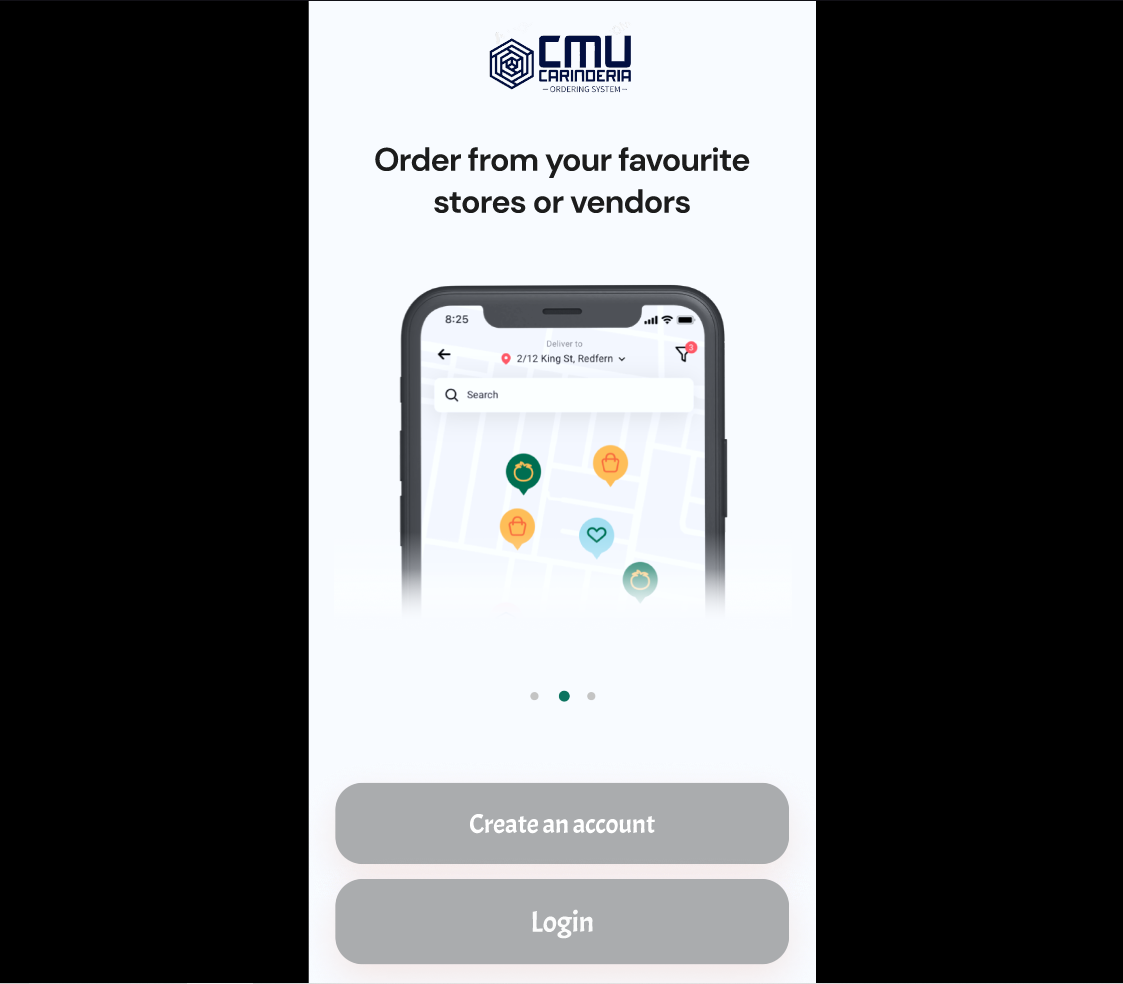 CMU
CARINDERIA
– ORDERING SYSTEM –
Order from your favourite
stores or vendors
8:25
Deliver to
2/12 King St, Redfern
3
Search
Create an account
Login